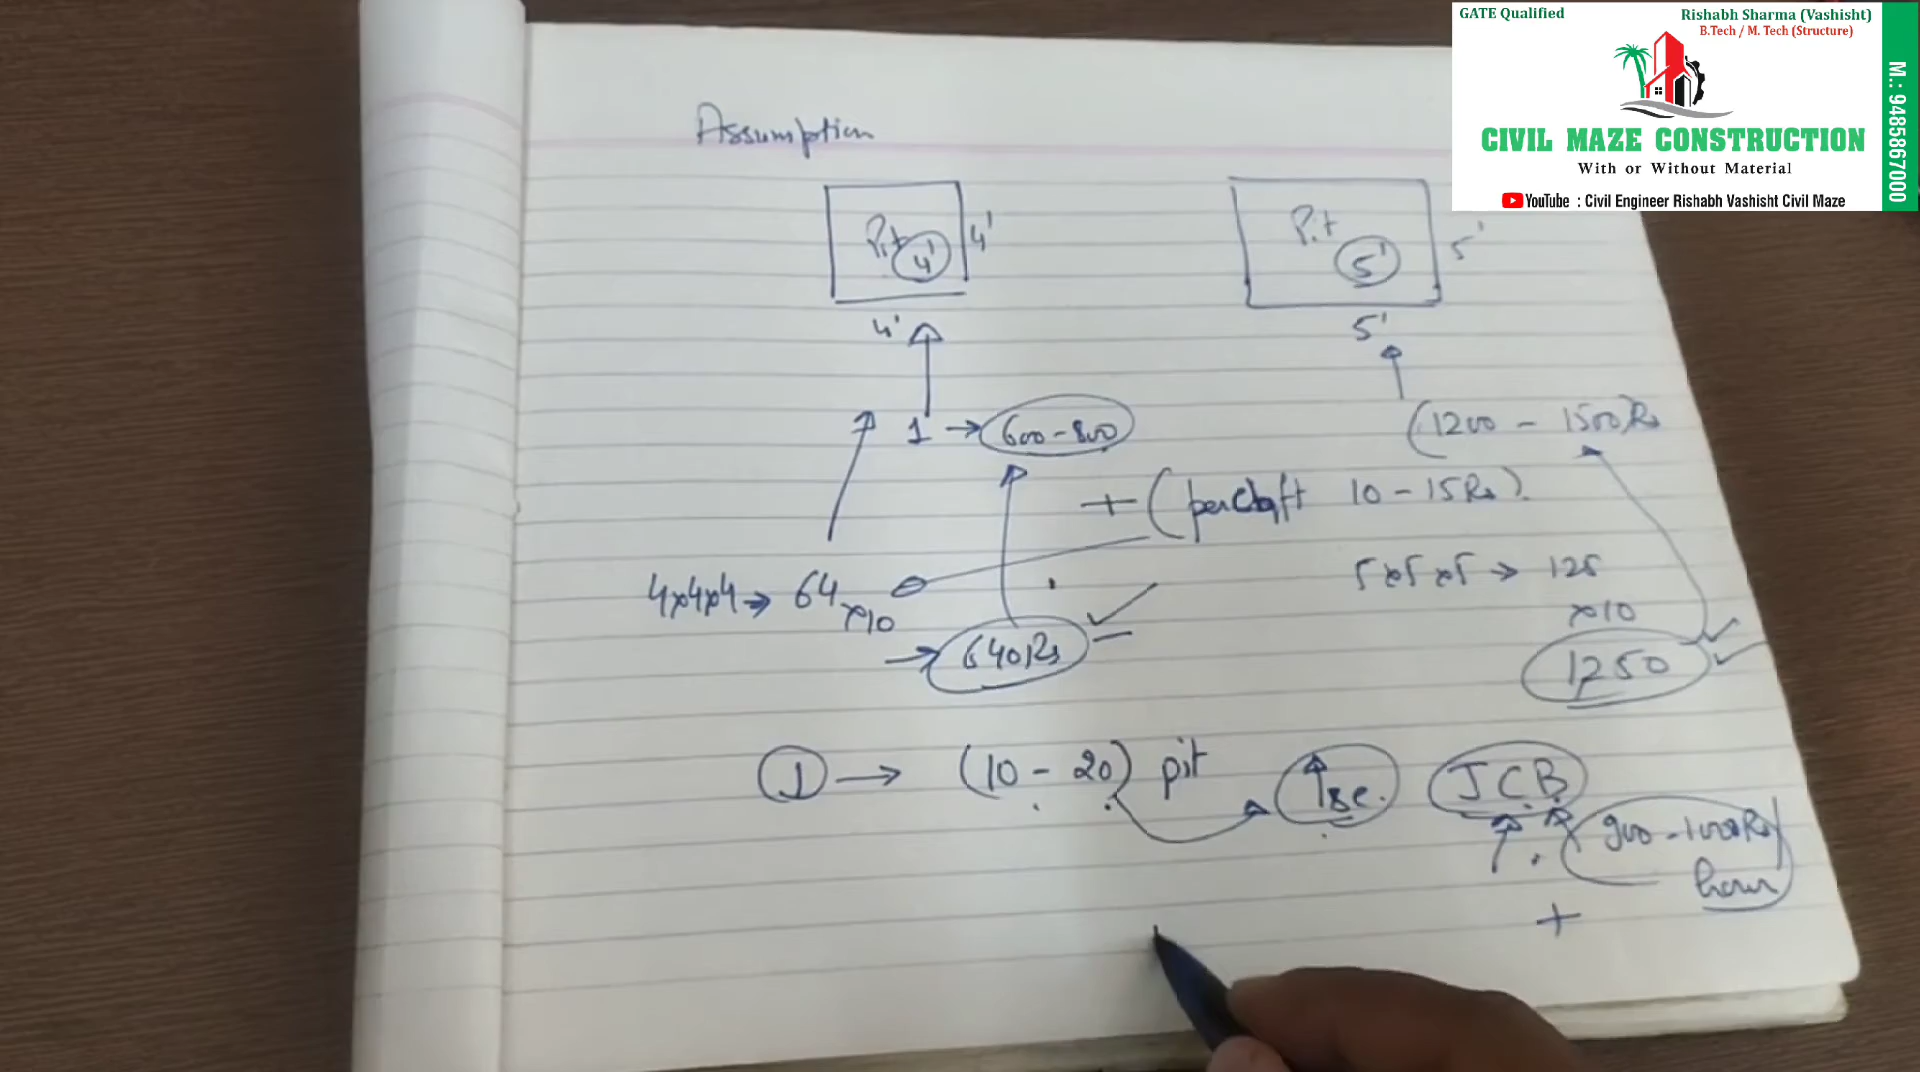 GATE Qualified
Rishabh Sharma (Vashisht)
B.Tech / M. Tech (Structure)
CIVIL MAZE CONSTRUCTION
With or Without Material
YouTube : Civil Engineer Rishabh Vashisht Civil Maze
M.: 9485867000
Assumption
Pit 4' 4'
4'
Pit 5' 5'
5'
1 → 600-800
(1200 - 1500)Rs
+ (per 10 - 15 Rs).
4x4x4 → 64
x10
→ 640 Rs
5x5x5 → 125
x10
1250
1 → (10 - 20) pit
JCB
900 - 1000 Rs/
hour
+